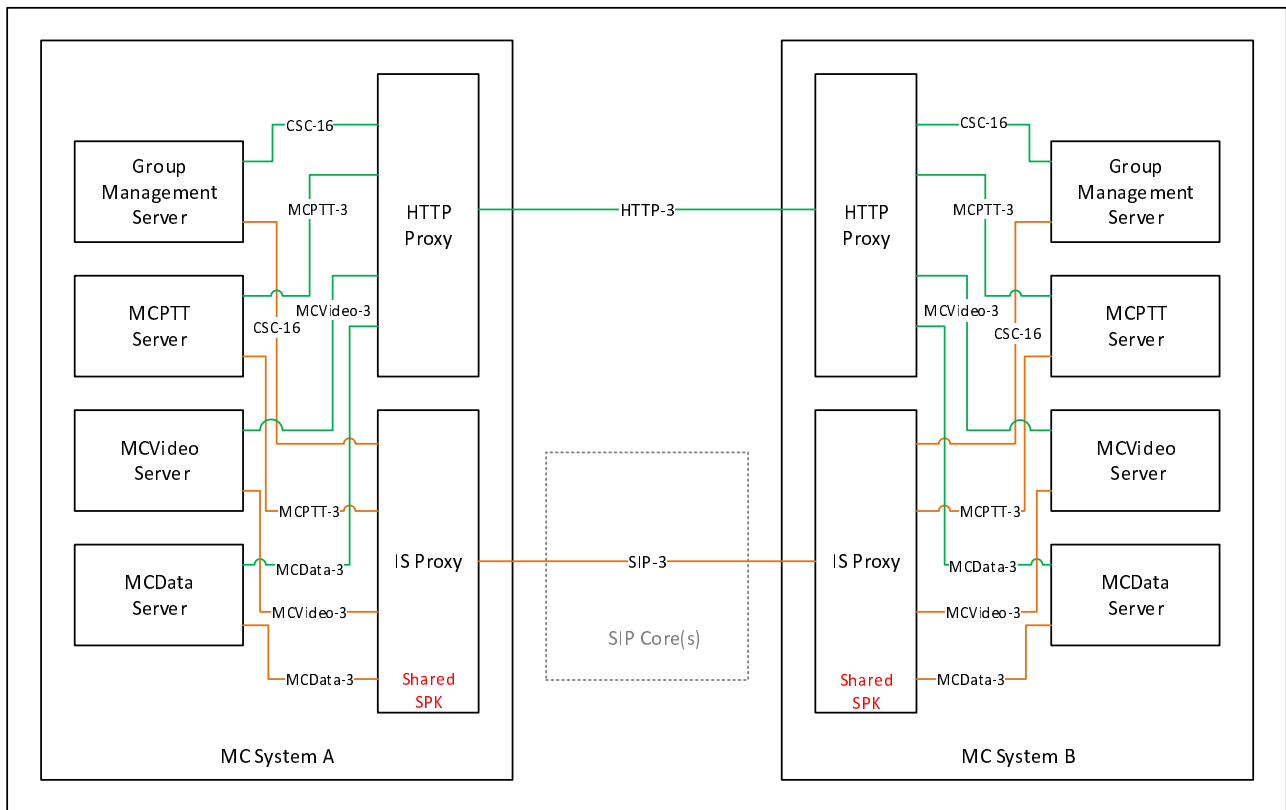 CSC-16
Group
Management
Server
MCPTT-3
HTTP
Proxy
MCPTT
Server
MCVideo-3
CSC-16
MCVideo
Server
MCPTT-3
MCData-3
IS Proxy
MCData
Server
MCVideo-3
MCData-3
Shared
SPK
MC System A
HTTP-3
SIP-3
SIP Core(s)
CSC-16
Group
Management
Server
MCPTT-3
HTTP
Proxy
MCPTT
Server
MCVideo-3
CSC-16
MCVideo
Server
MCPTT-3
MCData-3
IS Proxy
MCData
Server
MCVideo-3
MCData-3
Shared
SPK
MC System B